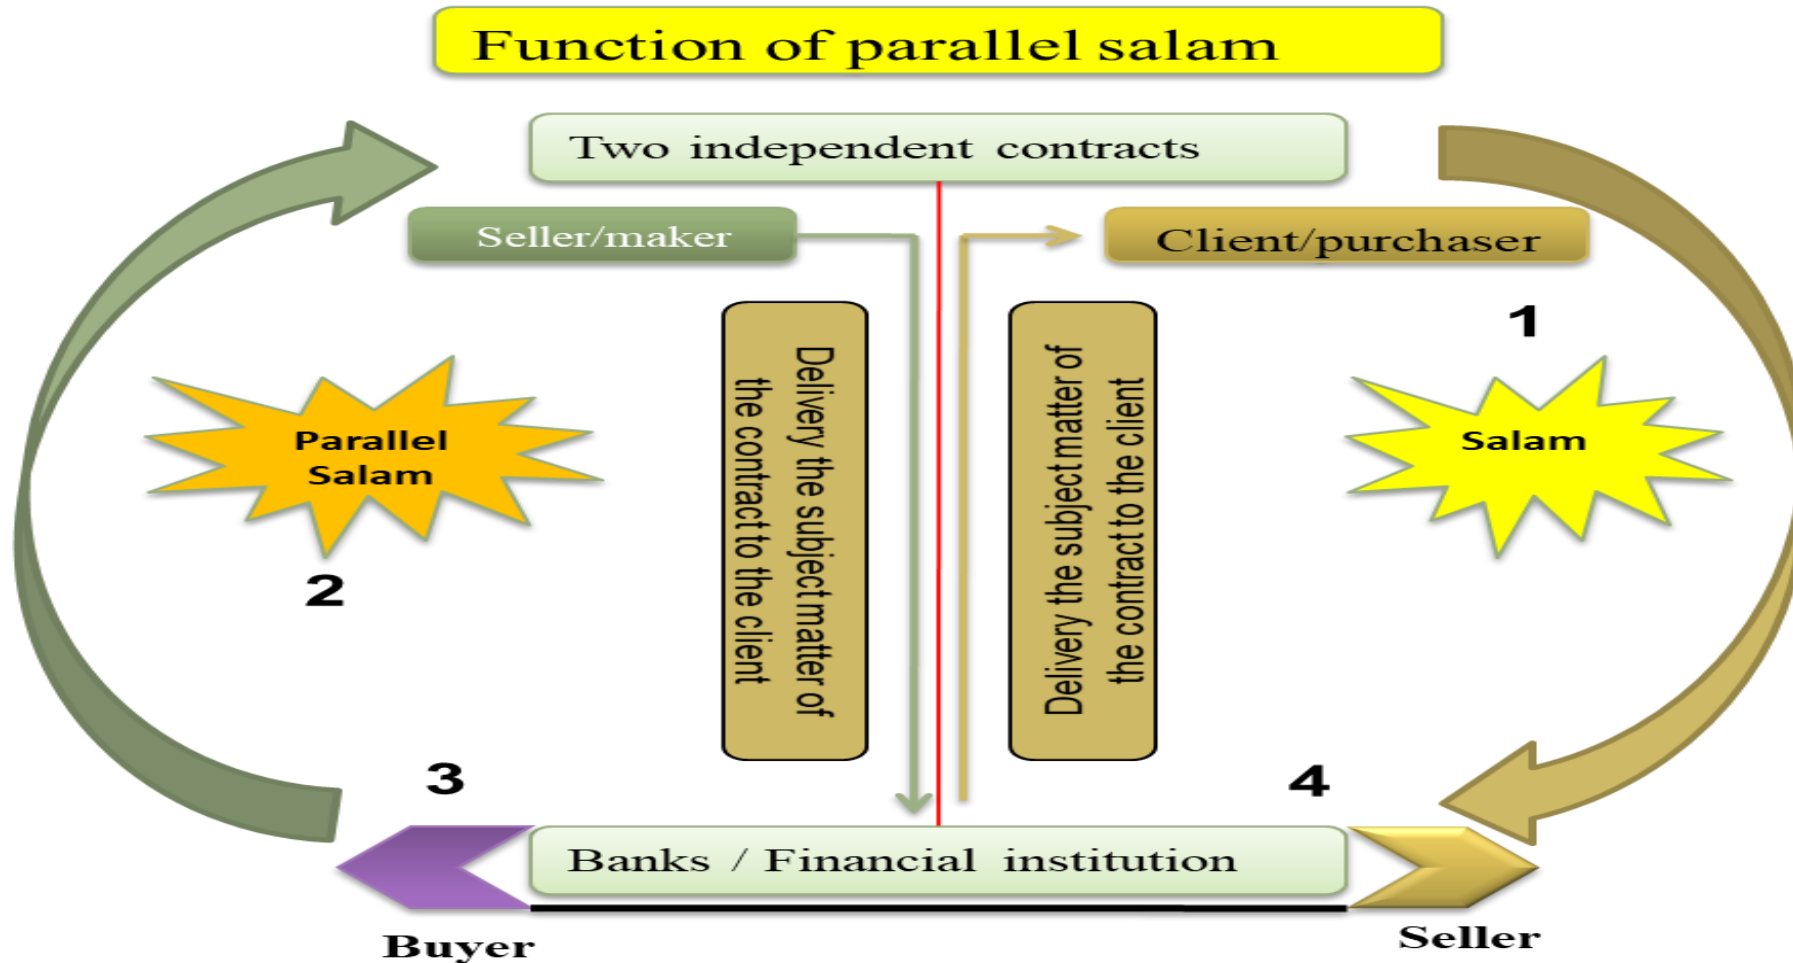 Function of parallel salam
Two independent contracts
Seller/maker
Client/purchaser
1
Parallel
Salam
Salam
2
Delivery the subject matter of
the contract to the client
Delivery the subject matter of
the contract to the client
3
4
Banks / Financial institution
Buyer
Seller